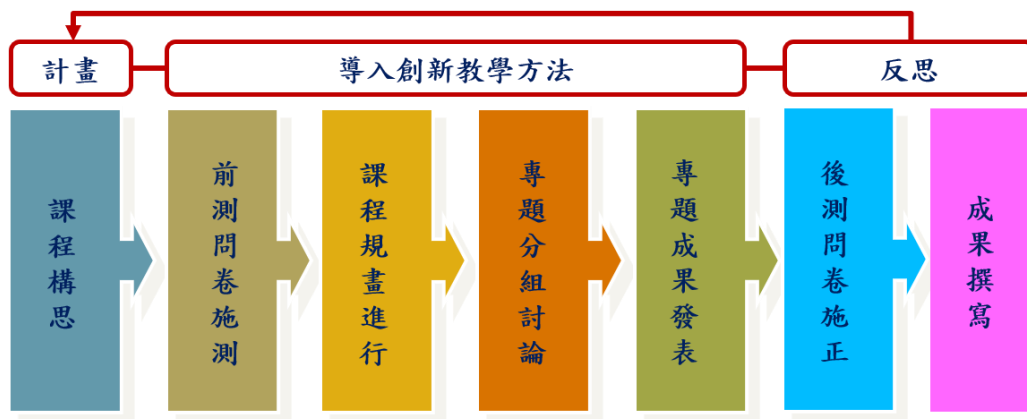 計畫
導入創新教學方法
反思
課程構思
前測問卷施測
課程規畫進行
專題分組討論
專題成果發表
後測問卷施正
成果撰寫